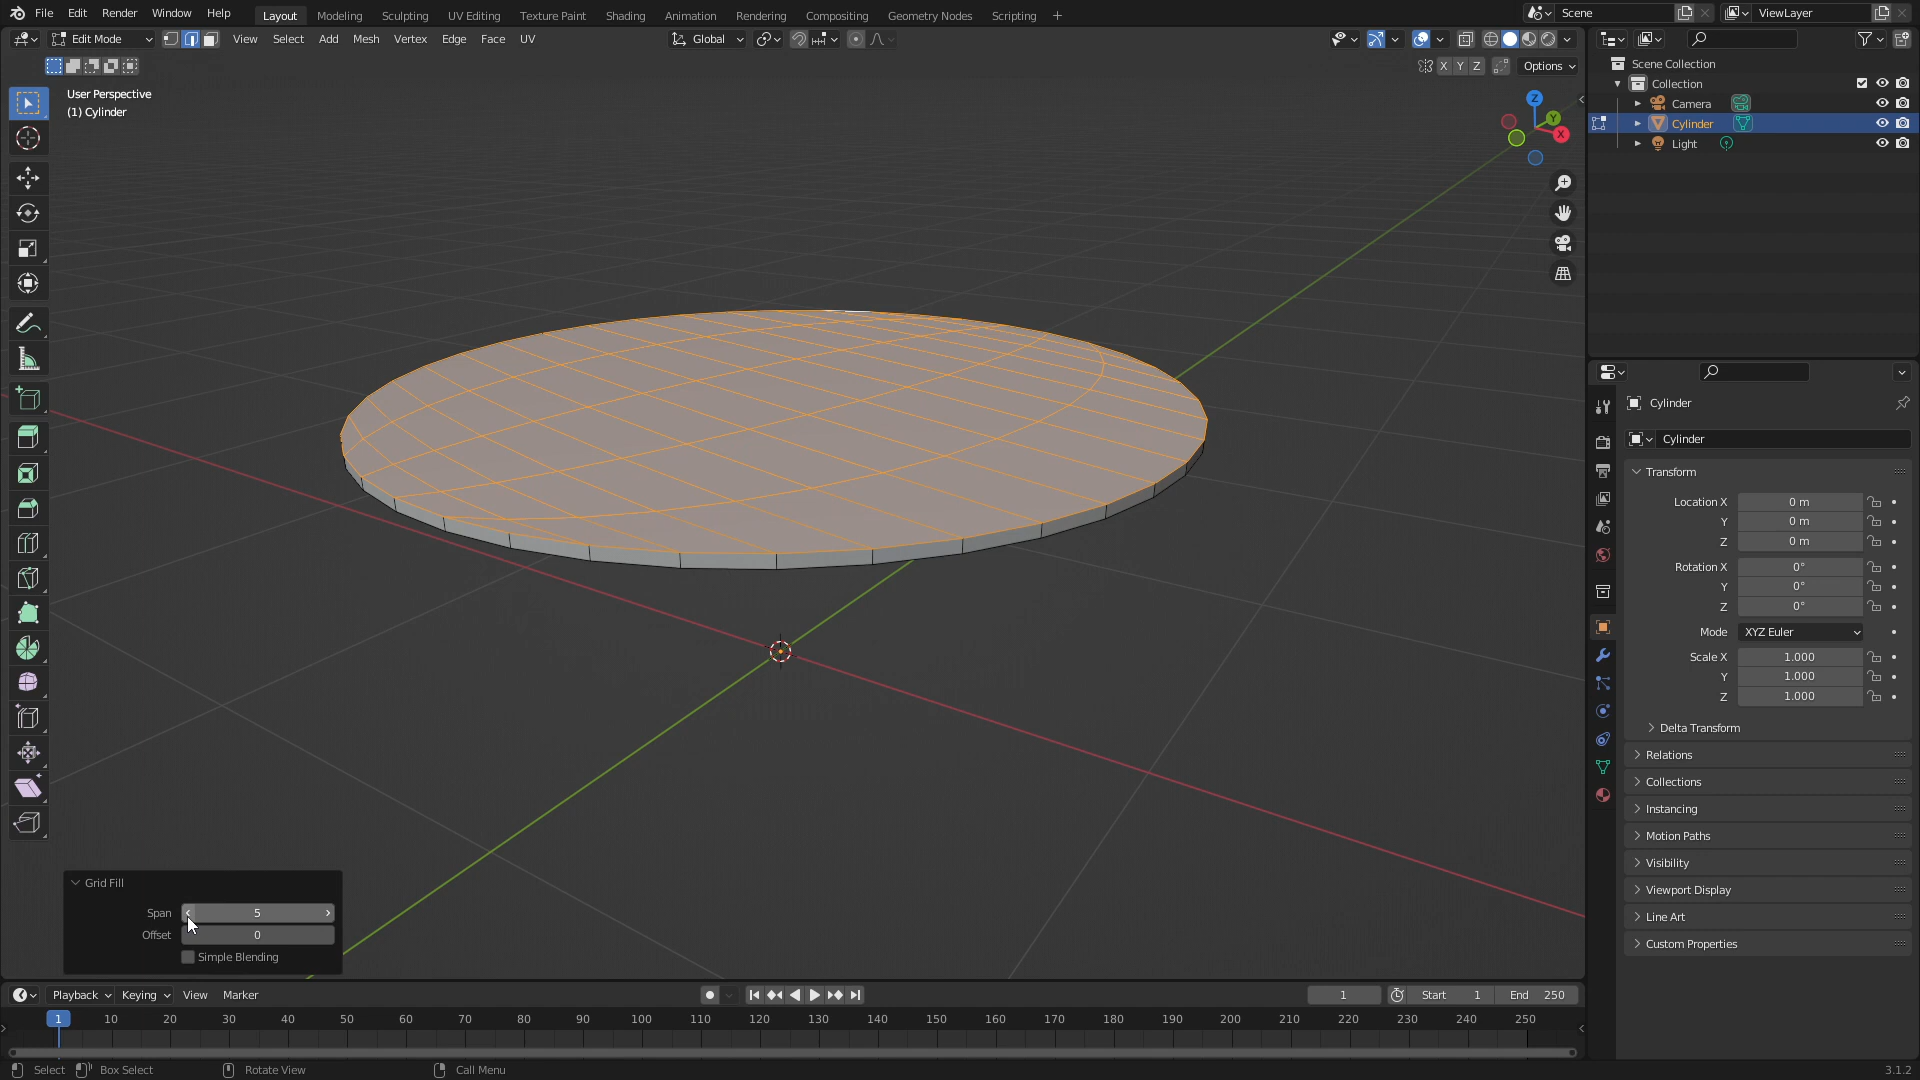 File Edit Render Window Help Layout Modeling Sculpting UV Editing Texture Paint Shading Animation Rendering Compositing Geometry Nodes Scripting + Scene ViewLayer
Edit Mode View Select Add Mesh Vertex Edge Face UV Global
X Y Z Options
User Perspective
(1) Cylinder
Z
Y
X
Scene Collection
Collection
Camera
Cylinder
Light
Cylinder
Cylinder
Transform
Location X 0 m
Y 0 m
Z 0 m
Rotation X 0°
Y 0°
Z 0°
Mode XYZ Euler
Scale X 1.000
Y 1.000
Z 1.000
Delta Transform
Relations
Collections
Instancing
Motion Paths
Visibility
Viewport Display
Line Art
Custom Properties
Grid Fill
Span 5
Offset 0
Simple Blending
Playback Keying View Marker 1 Start 1 End 250
1 10 20 30 40 50 60 70 80 90 100 110 120 130 140 150 160 170 180 190 200 210 220 230 240 250
Select Box Select Rotate View Call Menu 3.1.2